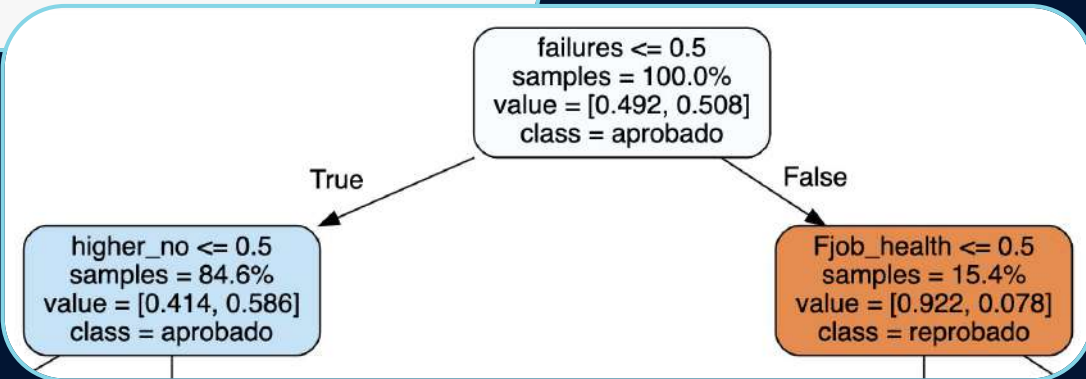 failures <= 0.5
samples = 100.0%
value = [0.492, 0.508]
class = aprobado
True
False
higher_no <= 0.5
samples = 84.6%
value = [0.414, 0.586]
class = aprobado
Fjob_health <= 0.5
samples = 15.4%
value = [0.922, 0.078]
class = reprobado